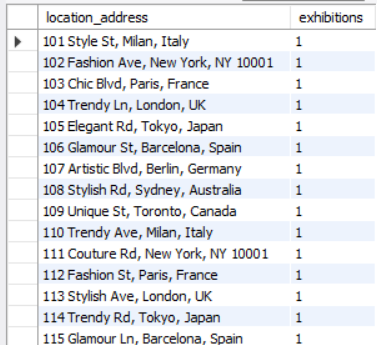 location_address exhibitions
101 Style St, Milan, Italy 1
102 Fashion Ave, New York, NY 10001 1
103 Chic Blvd, Paris, France 1
104 Trendy Ln, London, UK 1
105 Elegant Rd, Tokyo, Japan 1
106 Glamour St, Barcelona, Spain 1
107 Artistic Blvd, Berlin, Germany 1
108 Stylish Rd, Sydney, Australia 1
109 Unique St, Toronto, Canada 1
110 Trendy Ave, Milan, Italy 1
111 Couture Rd, New York, NY 10001 1
112 Fashion St, Paris, France 1
113 Stylish Ave, London, UK 1
114 Trendy Rd, Tokyo, Japan 1
115 Glamour Ln, Barcelona, Spain 1